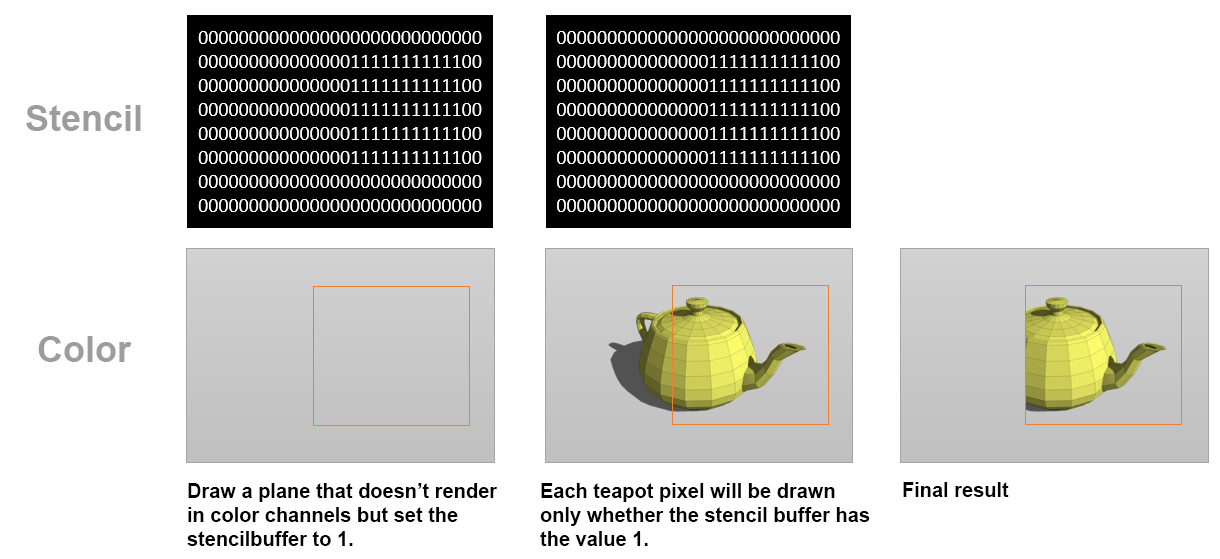 Stencil
0000000000000000000000000000
0000000000000001111111111100
0000000000000001111111111100
0000000000000001111111111100
0000000000000001111111111100
0000000000000001111111111100
0000000000000000000000000000
0000000000000000000000000000
0000000000000000000000000000
0000000000000001111111111100
0000000000000001111111111100
0000000000000001111111111100
0000000000000001111111111100
0000000000000001111111111100
0000000000000000000000000000
0000000000000000000000000000
Color
Draw a plane that doesn’t render
in color channels but set the
stencilbuffer to 1.
Each teapot pixel will be drawn
only whether the stencil buffer has
the value 1.
Final result